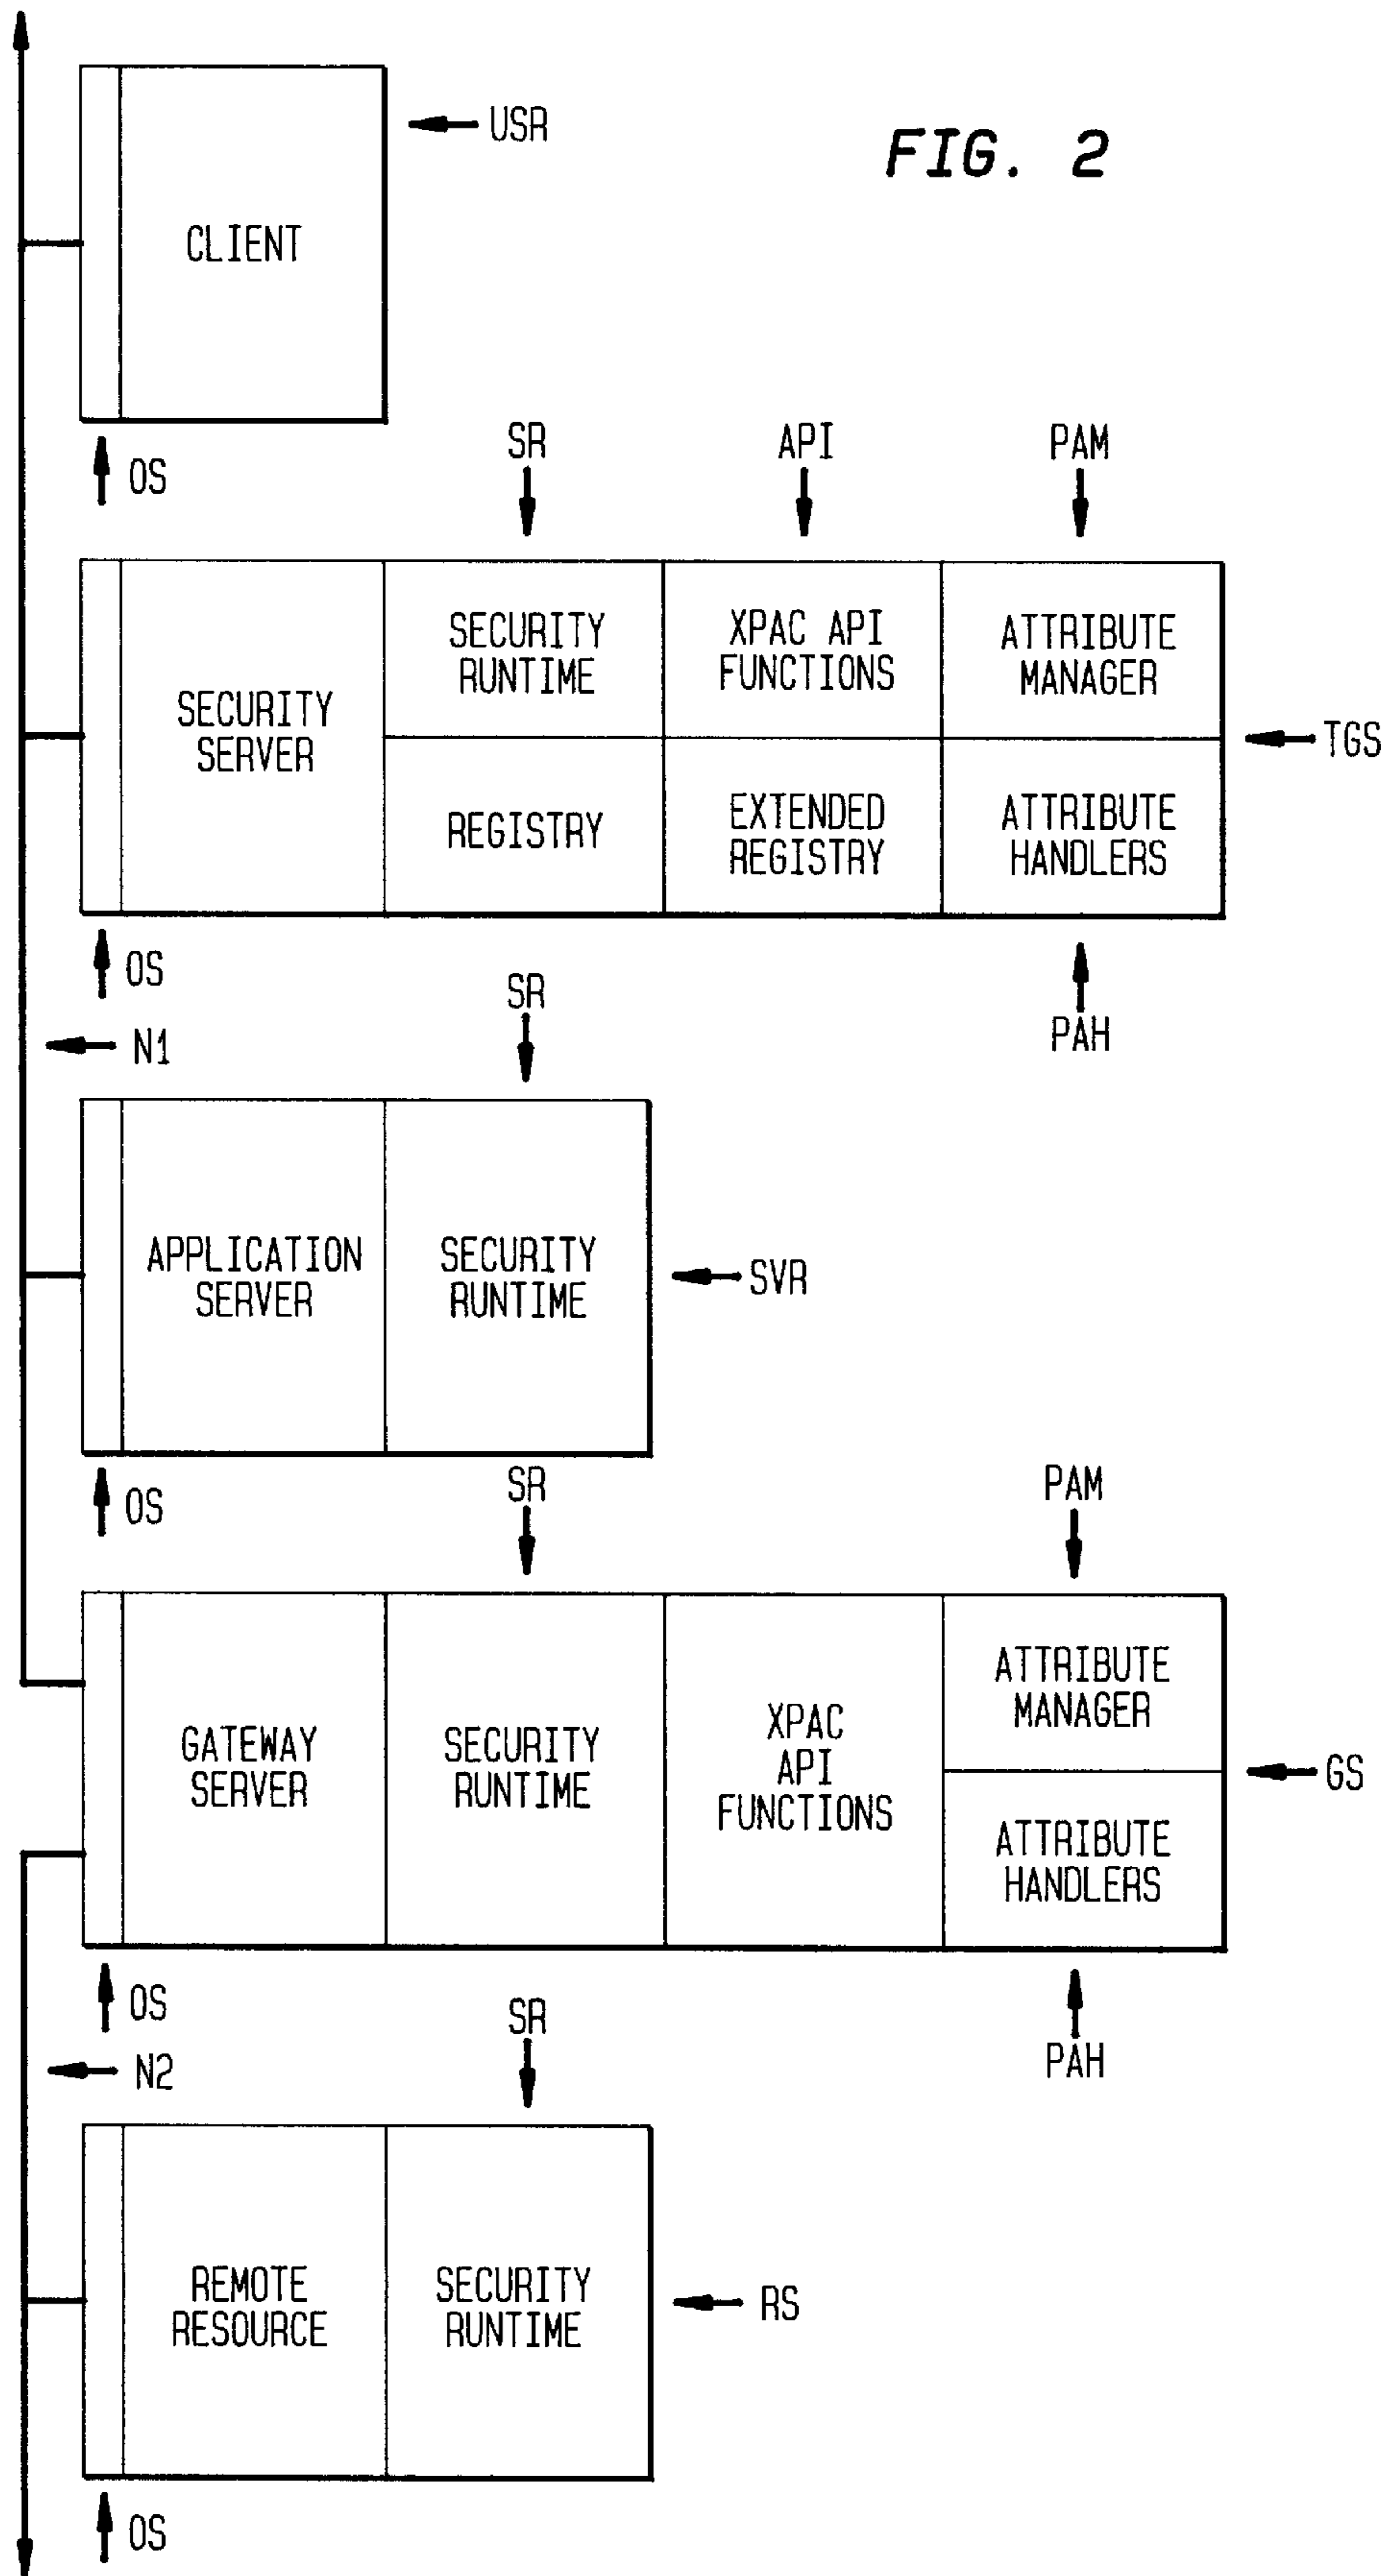 USR
FIG. 2
CLIENT
OS
SR
API
PAM
SECURITY
RUNTIME
XPAC API
FUNCTIONS
ATTRIBUTE
MANAGER
SECURITY
SERVER
TGS
REGISTRY
EXTENDED
REGISTRY
ATTRIBUTE
HANDLERS
OS
SR
PAH
N1
APPLICATION
SERVER
SECURITY
RUNTIME
SVR
OS
SR
PAM
ATTRIBUTE
MANAGER
GATEWAY
SERVER
SECURITY
RUNTIME
XPAC
API
FUNCTIONS
GS
ATTRIBUTE
HANDLERS
OS
SR
PAH
N2
REMOTE
RESOURCE
SECURITY
RUNTIME
RS
OS